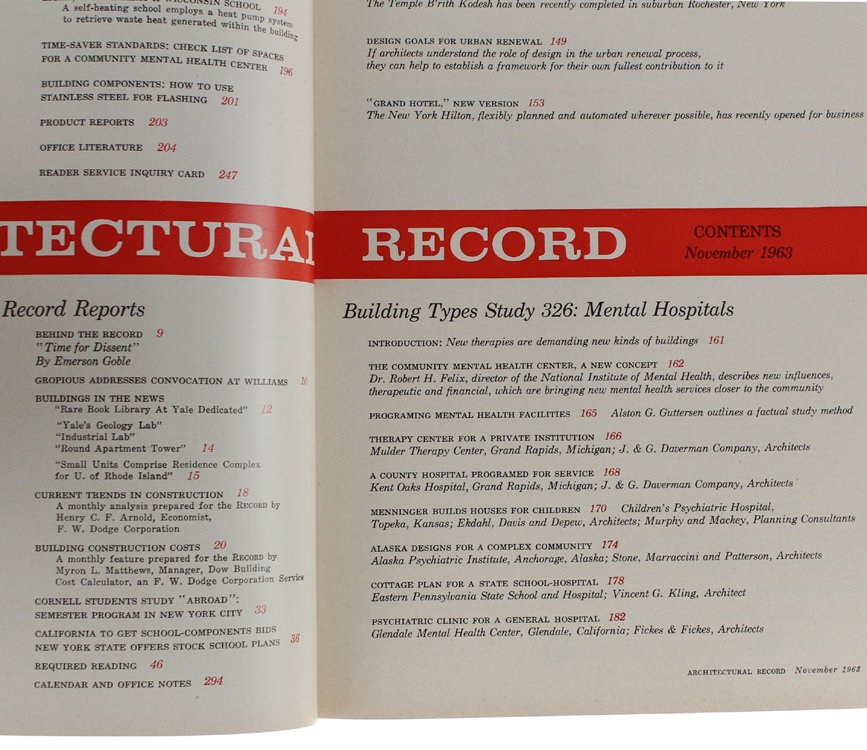 WISCONSIN SCHOOL 194
A self-heating school employs a heat pump system
to retrieve waste heat generated within the building
TIME-SAVER STANDARDS: CHECK LIST OF SPACES
FOR A COMMUNITY MENTAL HEALTH CENTER 196
BUILDING COMPONENTS: HOW TO USE
STAINLESS STEEL FOR FLASHING 201
PRODUCT REPORTS 203
OFFICE LITERATURE 204
READER SERVICE INQUIRY CARD 247
The Temple B'rith Kodesh has been recently completed in suburban Rochester, New York
DESIGN GOALS FOR URBAN RENEWAL 149
If architects understand the role of design in the urban renewal process,
they can help to establish a framework for their own fullest contribution to it
"GRAND HOTEL," NEW VERSION 153
The New York Hilton, flexibly planned and automated wherever possible, has recently opened for business
TECTURAL RECORD
CONTENTS
November 1963
Record Reports
BEHIND THE RECORD 9
"Time for Dissent"
By Emerson Goble
GROPIOUS ADDRESSES CONVOCATION AT WILLIAMS 10
BUILDINGS IN THE NEWS
"Rare Book Library At Yale Dedicated" 12
"Yale's Geology Lab"
"Industrial Lab"
"Round Apartment Tower" 14
"Small Units Comprise Residence Complex
for U. of Rhode Island" 15
CURRENT TRENDS IN CONSTRUCTION 18
A monthly analysis prepared for the RECORD by
Henry C. F. Arnold, Economist,
F. W. Dodge Corporation
BUILDING CONSTRUCTION COSTS 20
A monthly feature prepared for the RECORD by
Myron L. Matthews, Manager, Dow Building
Cost Calculator, an F. W. Dodge Corporation Service
CORNELL STUDENTS STUDY "ABROAD":
SEMESTER PROGRAM IN NEW YORK CITY 33
CALIFORNIA TO GET SCHOOL-COMPONENTS BIDS
NEW YORK STATE OFFERS STOCK SCHOOL PLANS 36
REQUIRED READING 46
CALENDAR AND OFFICE NOTES 294
Building Types Study 326: Mental Hospitals
INTRODUCTION: New therapies are demanding new kinds of buildings 161
THE COMMUNITY MENTAL HEALTH CENTER, A NEW CONCEPT 162
Dr. Robert H. Felix, director of the National Institute of Mental Health, describes new influences,
therapeutic and financial, which are bringing new mental health services closer to the community
PROGRAMING MENTAL HEALTH FACILITIES 165 Alston G. Guttersen outlines a factual study method
THERAPY CENTER FOR A PRIVATE INSTITUTION 166
Mulder Therapy Center, Grand Rapids, Michigan; J. & G. Daverman Company, Architects
A COUNTY HOSPITAL PROGRAMED FOR SERVICE 168
Kent Oaks Hospital, Grand Rapids, Michigan; J. & G. Daverman Company, Architects
MENNINGER BUILDS HOUSES FOR CHILDREN 170 Children's Psychiatric Hospital,
Topeka, Kansas; Ekdahl, Davis and Depew, Architects; Murphy and Mackey, Planning Consultants
ALASKA DESIGNS FOR A COMPLEX COMMUNITY 174
Alaska Psychiatric Institute, Anchorage, Alaska; Stone, Marraccini and Patterson, Architects
COTTAGE PLAN FOR A STATE SCHOOL-HOSPITAL 178
Eastern Pennsylvania State School and Hospital; Vincent G. Kling, Architect
PSYCHIATRIC CLINIC FOR A GENERAL HOSPITAL 182
Glendale Mental Health Center, Glendale, California; Fickes & Fickes, Architects
ARCHITECTURAL RECORD November 1963